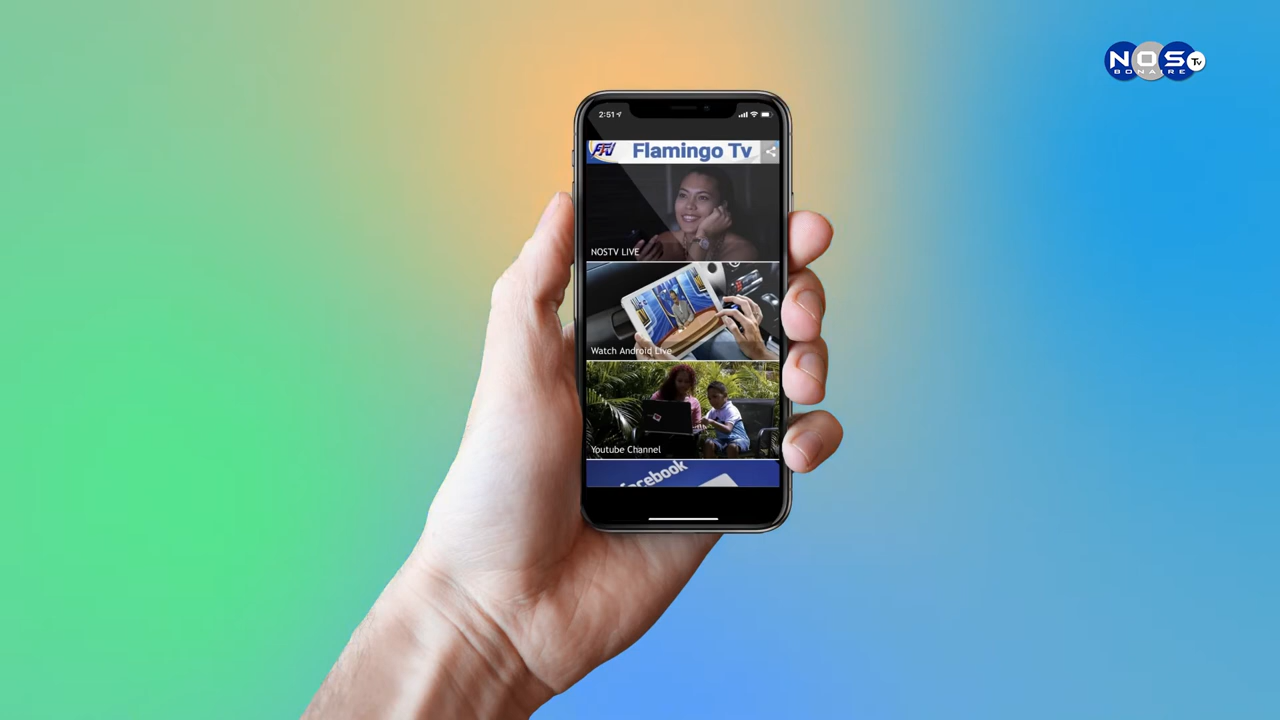 NOS TV
BONAIRE
2:51
FTV Flamingo Tv
NOSTV LIVE
Watch Android Live
Youtube Channel
facebook